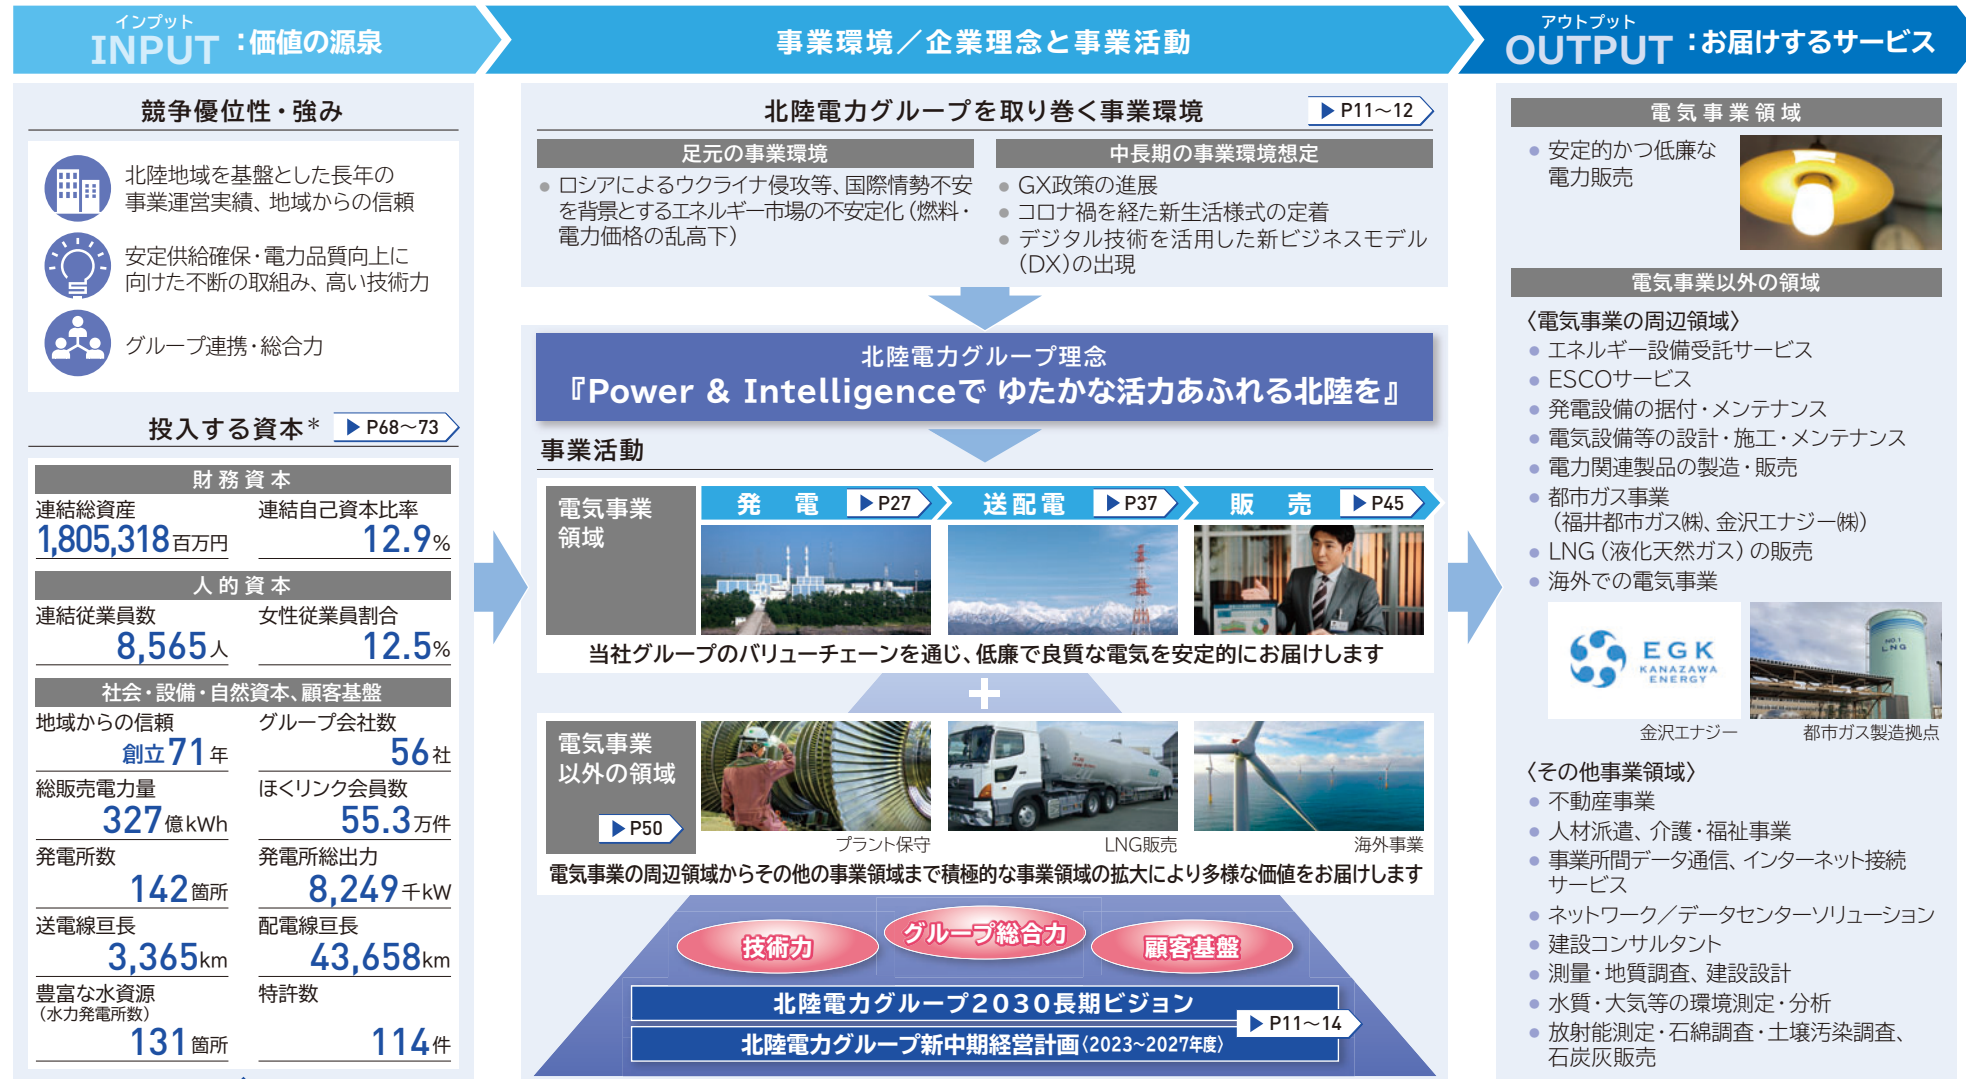 インプット
INPUT：価値の源泉
競争優位性・強み
北陸地域を基盤とした長年の
事業運営実績、地域からの信頼
安定供給確保・電力品質向上に
向けた不断の取組み、高い技術力
グループ連携・総合力
投入する資本＊ ▶P68～73
財務資本
連結総資産 連結自己資本比率
1,805,318百万円 12.9%
人的資本
連結従業員数 女性従業員割合
8,565人 12.5%
社会・設備・自然資本、顧客基盤
地域からの信頼 グループ会社数
創立71年 56社
総販売電力量 ほくリンク会員数
327億kWh 55.3万件
発電所数 発電所総出力
142箇所 8,249千kW
送電線亘長 配電線亘長
3,365km 43,658km
豊富な水資源 特許数
（水力発電所数）
131箇所 114件
事業環境／企業理念と事業活動
北陸電力グループを取り巻く事業環境 ▶P11～12
足元の事業環境
● ロシアによるウクライナ侵攻等、国際情勢不安
を背景とするエネルギー市場の不安定化（燃料・
電力価格の乱高下）
中長期の事業環境想定
● GX政策の進展
● コロナ禍を経た新生活様式の定着
● デジタル技術を活用した新ビジネスモデル
（DX）の出現
北陸電力グループ理念
『Power & Intelligenceで ゆたかな活力あふれる北陸を』
事業活動
電気事業
領域
発電 ▶P27 送配電 ▶P37 販売 ▶P45
当社グループのバリューチェーンを通じ、低廉で良質な電気を安定的にお届けします
＋
電気事業
以外の領域
▶P50
プラント保守 LNG販売 海外事業
電気事業の周辺領域からその他の事業領域まで積極的な事業領域の拡大により多様な価値をお届けします
技術力 グループ総合力 顧客基盤
北陸電力グループ2030長期ビジョン
▶P11～14
北陸電力グループ新中期経営計画〈2023～2027年度〉
アウトプット
OUTPUT：お届けするサービス
電気事業領域
● 安定的かつ低廉な
電力販売
電気事業以外の領域
〈電気事業の周辺領域〉
● エネルギー設備受託サービス
● ESCOサービス
● 発電設備の据付・メンテナンス
● 電気設備等の設計・施工・メンテナンス
● 電力関連製品の製造・販売
● 都市ガス事業
（福井都市ガス㈱、金沢エナジー㈱）
● LNG（液化天然ガス）の販売
● 海外での電気事業
EGK
KANAZAWA
ENERGY
NO.1
LNG
金沢エナジー 都市ガス製造拠点
〈その他事業領域〉
● 不動産事業
● 人材派遣、介護・福祉事業
● 事業所間データ通信、インターネット接続
サービス
● ネットワーク／データセンターソリューション
● 建設コンサルタント
● 測量・地質調査、建設設計
● 水質・大気等の環境測定・分析
● 放射能測定・石綿調査・土壌汚染調査、
石炭灰販売